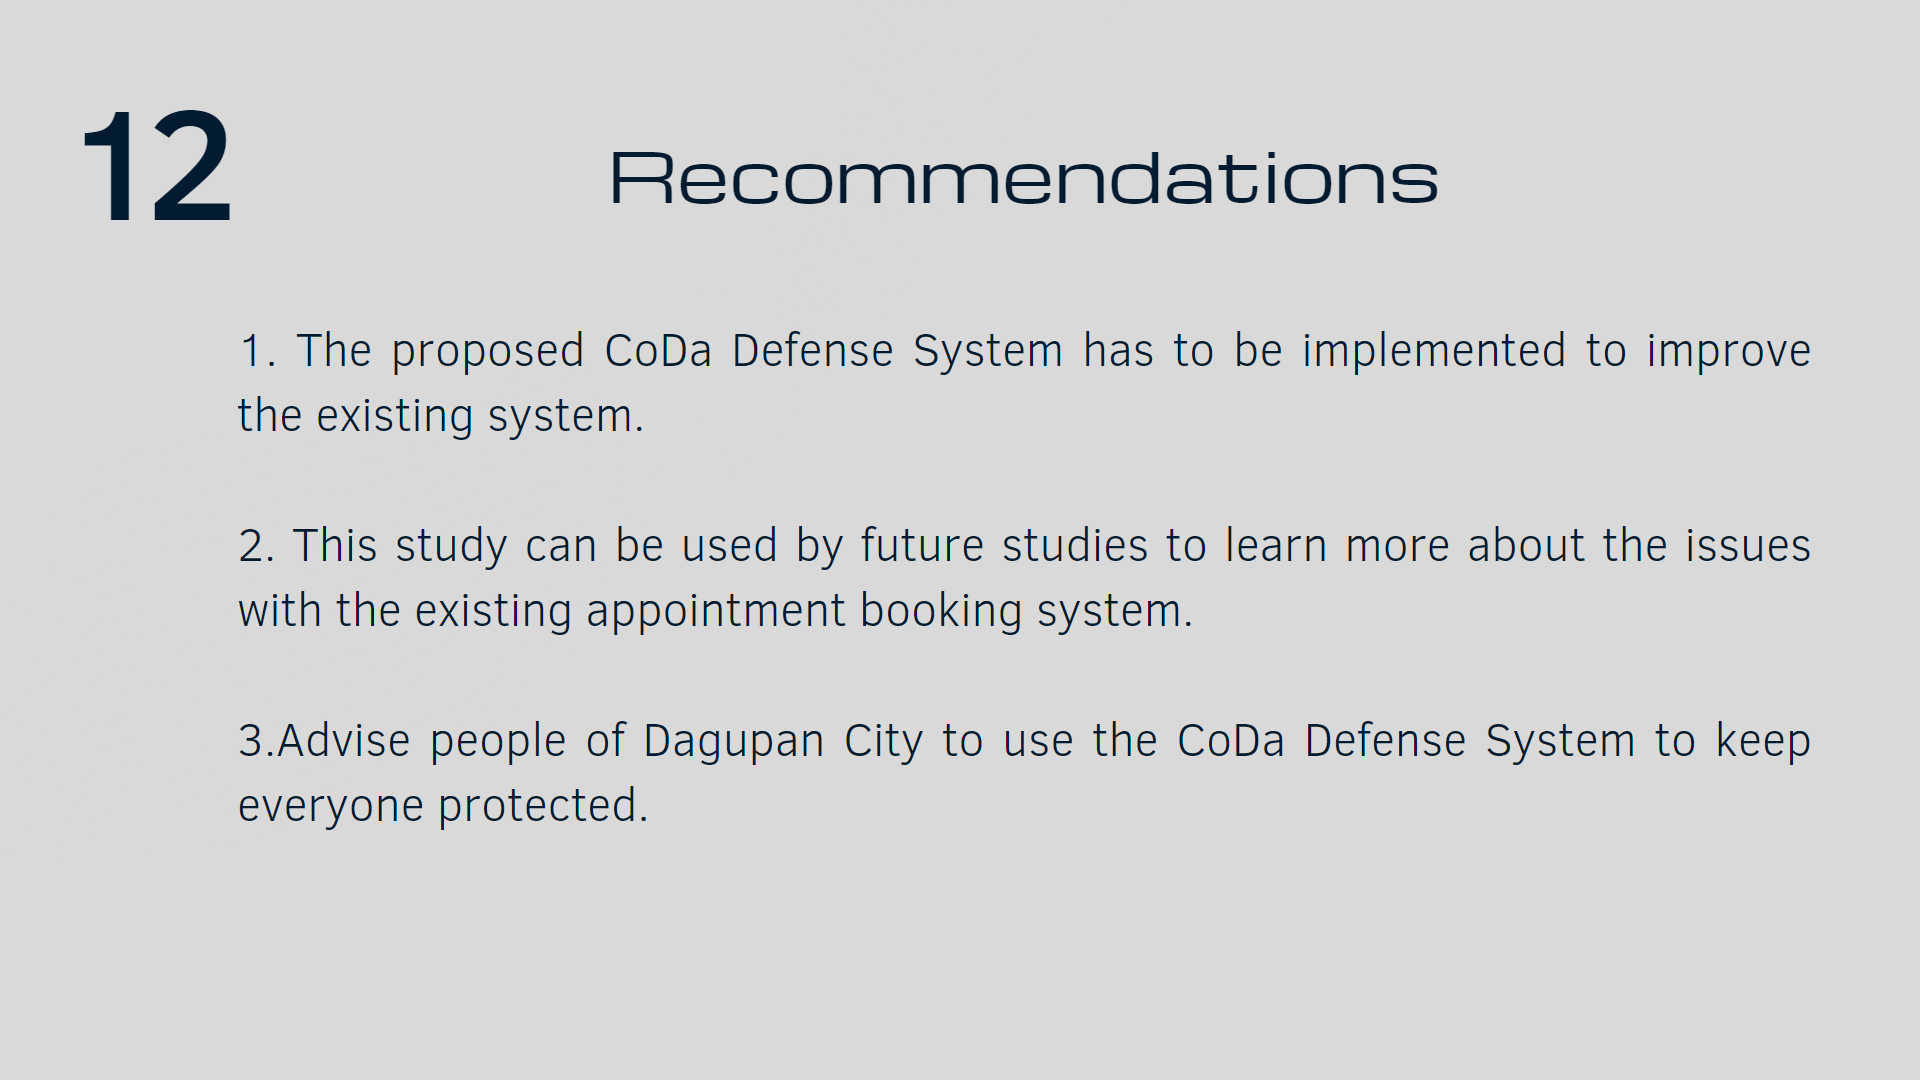 12
Recommendations
1. The proposed CoDa Defense System has to be implemented to improve
the existing system.
2. This study can be used by future studies to learn more about the issues
with the existing appointment booking system.
3.Advise people of Dagupan City to use the CoDa Defense System to keep
everyone protected.